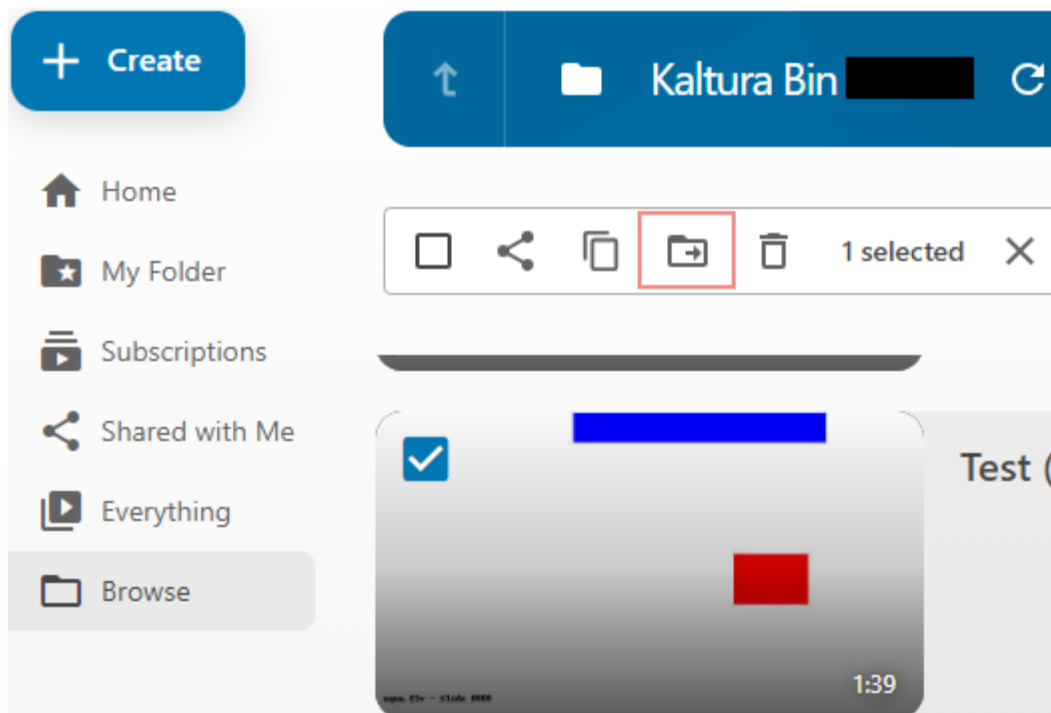 Create
Kaltura Bin
Home
1 selected
My Folder
Subscriptions
Shared with Me
Test (
Everything
Browse
1:39